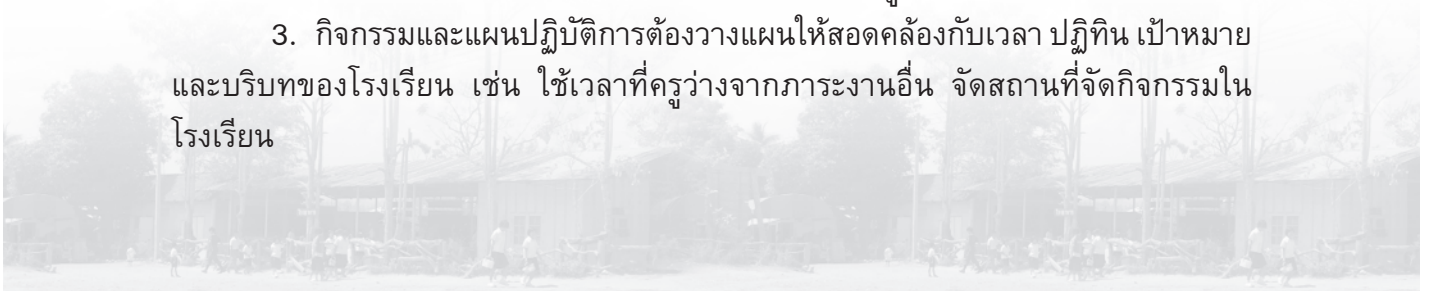 3. กิจกรรมและแผนปฏิบัติการต้องวางแผนให้สอดคล้องกับเวลา ปฏิทิน เป้าหมาย
และบริบทของโรงเรียน เช่น ใช้เวลาที่ครูว่างจากภาระงานอื่น จัดสถานที่จัดกิจกรรมใน
โรงเรียน